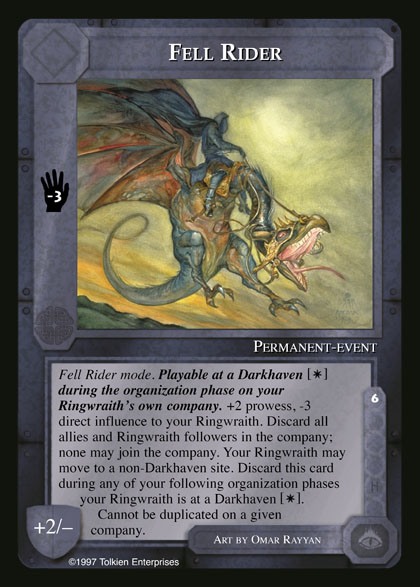 FELL RIDER
-3
PERMANENT-EVENT
Fell Rider mode. Playable at a Darkhaven [✷]
during the organization phase on your
Ringwraith's own company. +2 prowess, -3
direct influence to your Ringwraith. Discard all
allies and Ringwraith followers in the company;
none may join the company. Your Ringwraith may
move to a non-Darkhaven site. Discard this card
during any of your following organization phases
your Ringwraith is at a Darkhaven [✷].
Cannot be duplicated on a given
company.
6
H
+2/–
ART BY OMAR RAYYAN
©1997 Tolkien Enterprises